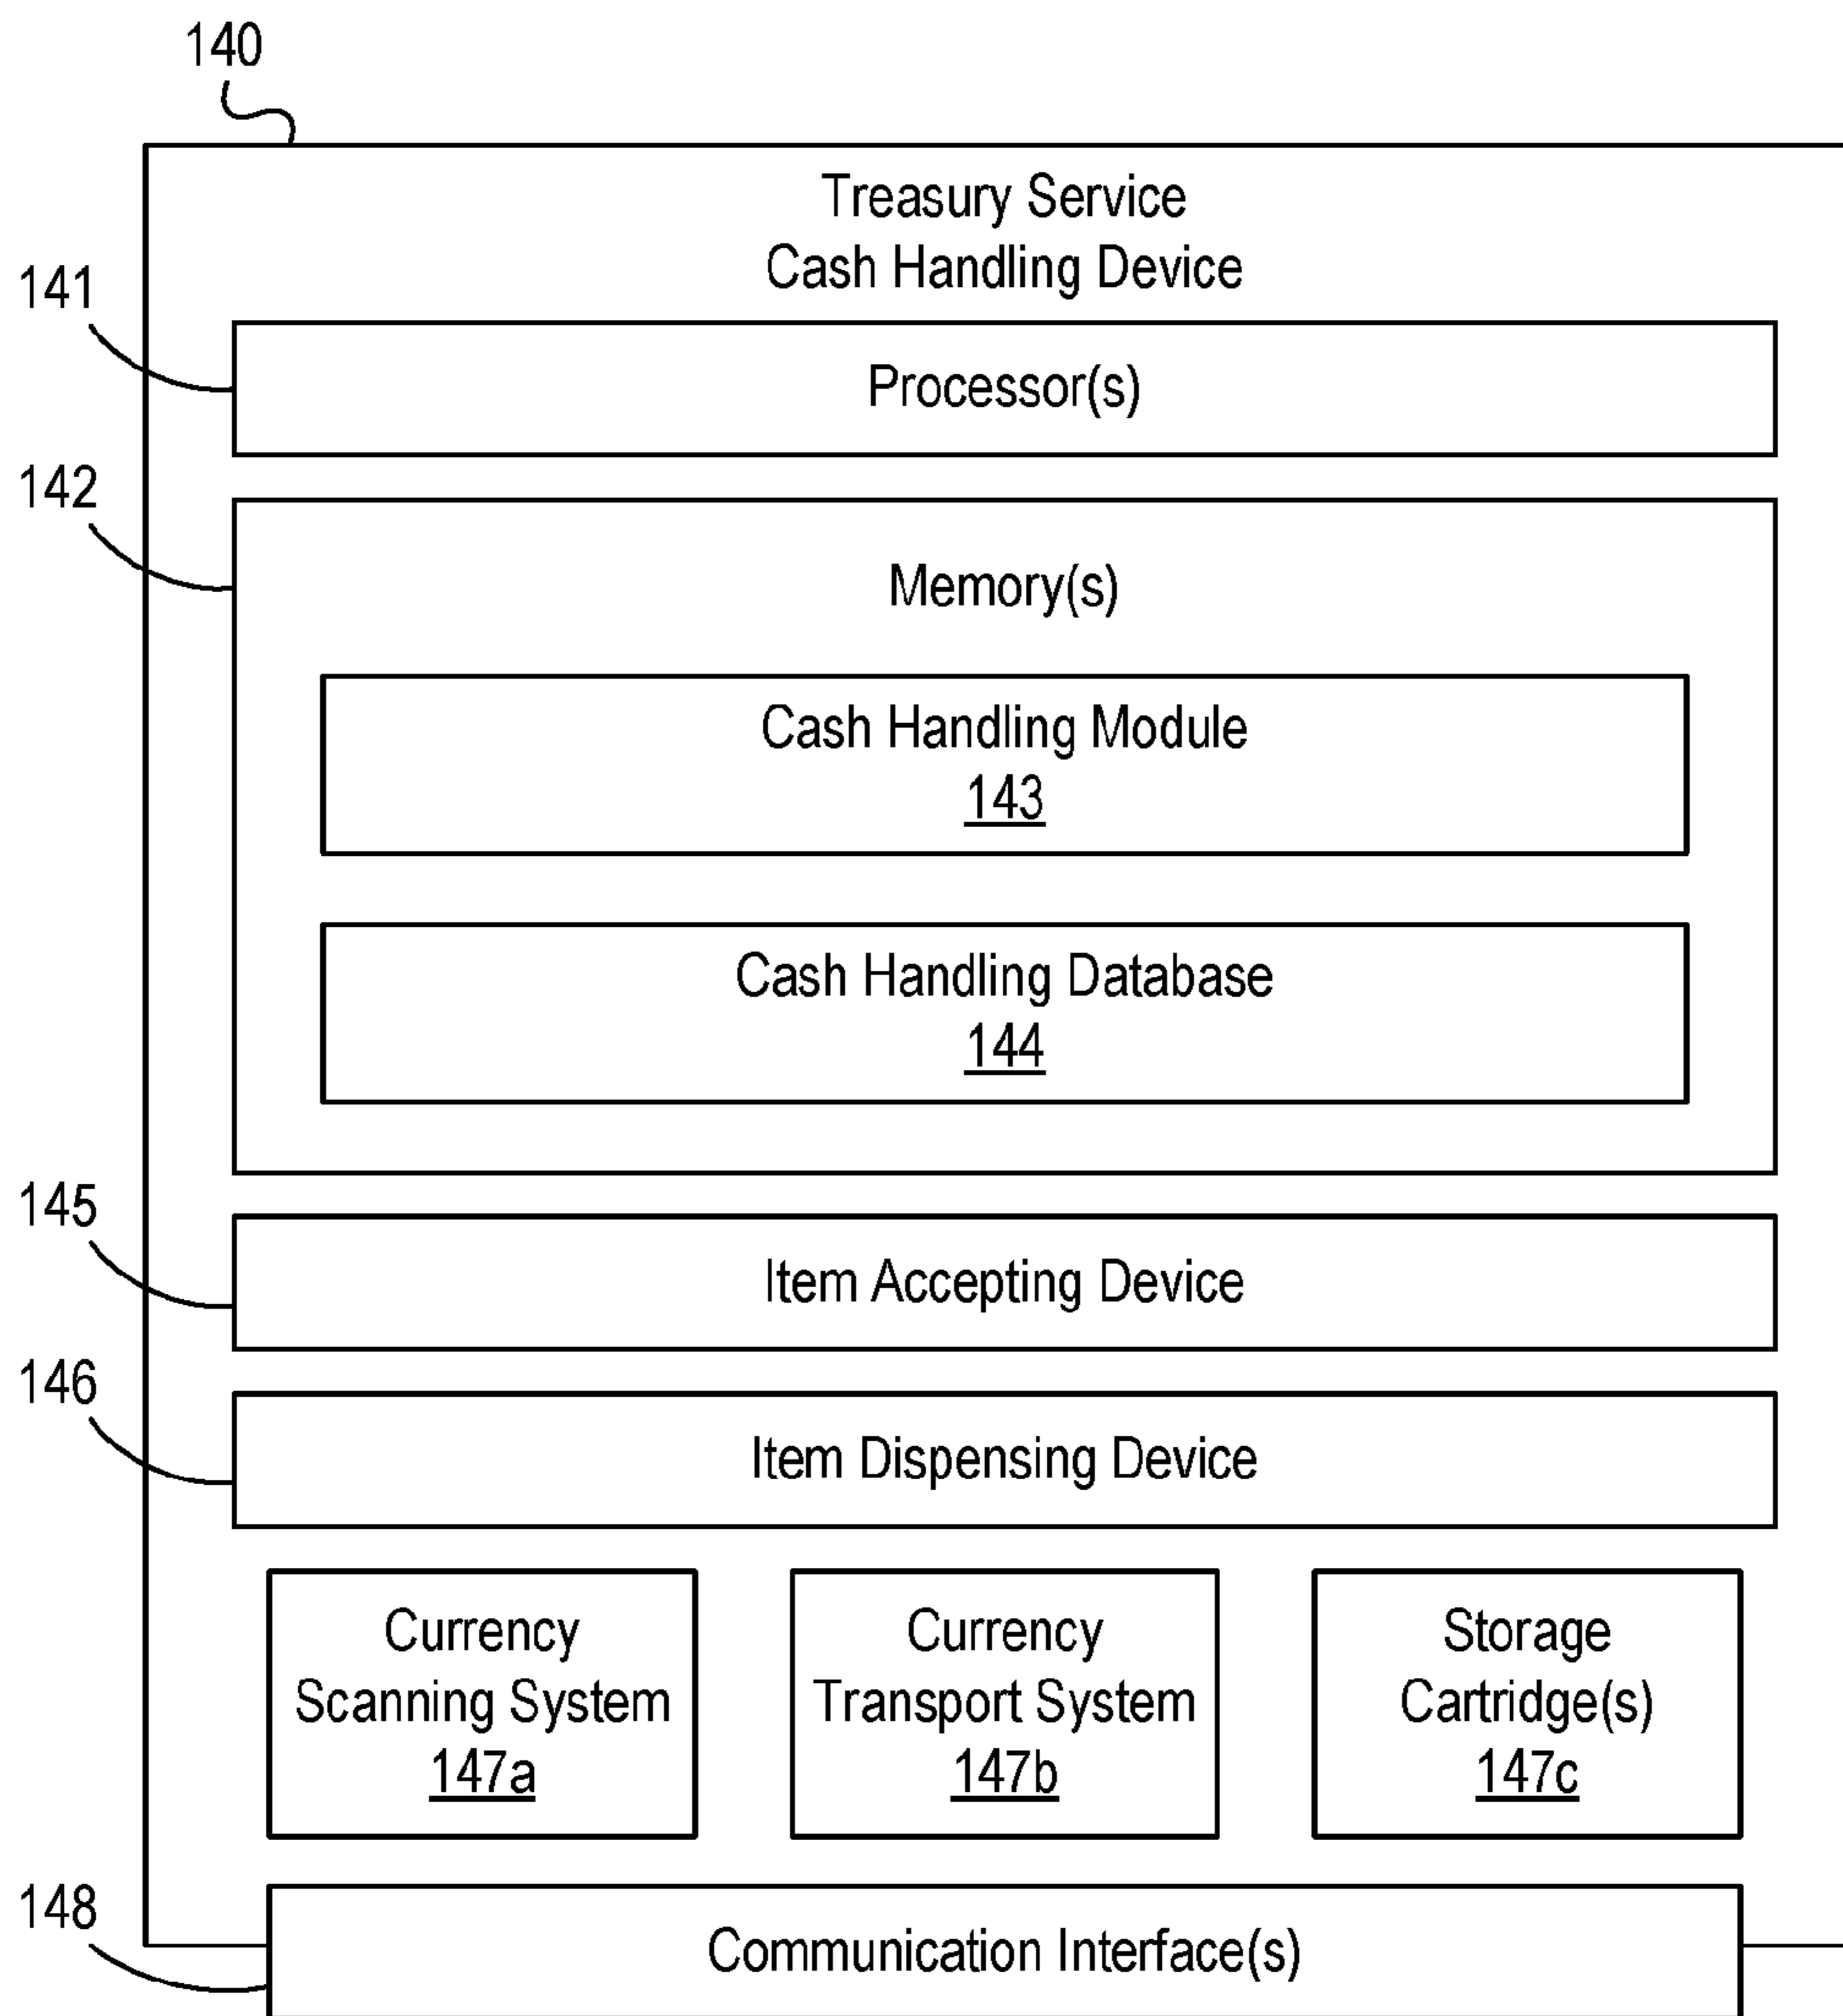 140
Treasury Service
Cash Handling Device
141
Processor(s)
142
Memory(s)
Cash Handling Module
143
Cash Handling Database
144
145
Item Accepting Device
146
Item Dispensing Device
Currency
Scanning System
147a
Currency
Transport System
147b
Storage
Cartridge(s)
147c
148
Communication Interface(s)